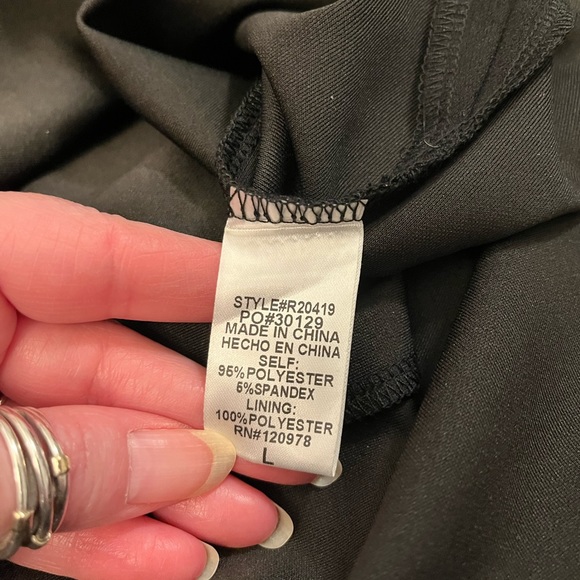 STYLE#R20419
PO#30129
MADE IN CHINA
HECHO EN CHINA
SELF:
95%POLYESTER
5%SPANDEX
LINING:
100%POLYESTER
RN#120978
L